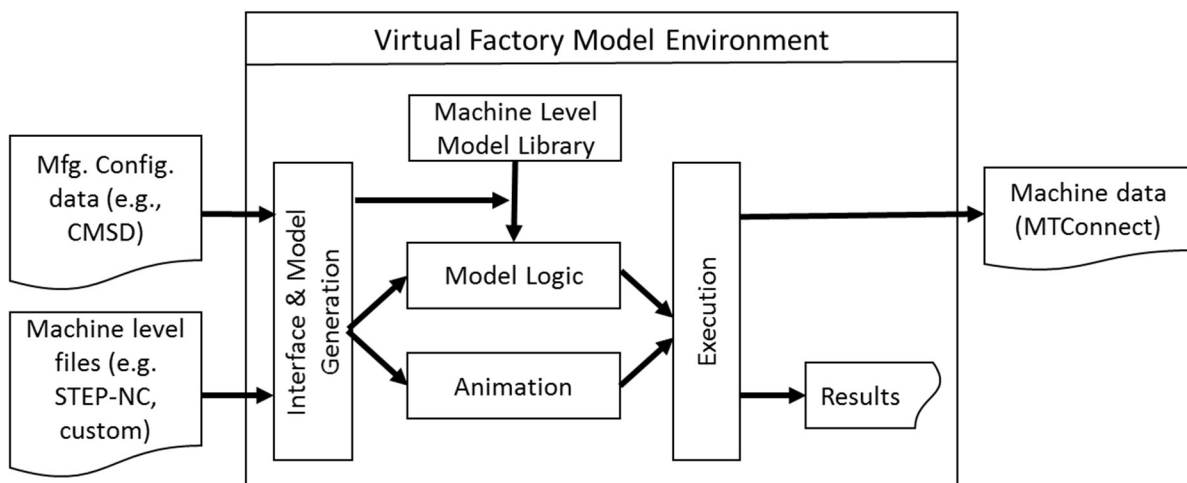 Virtual Factory Model Environment
Mfg. Config.
data (e.g.,
CMSD)
Machine level
files (e.g.
STEP-NC,
custom)
Interface & Model
Generation
Machine Level
Model Library
Model Logic
Animation
Execution
Machine data
(MTConnect)
Results